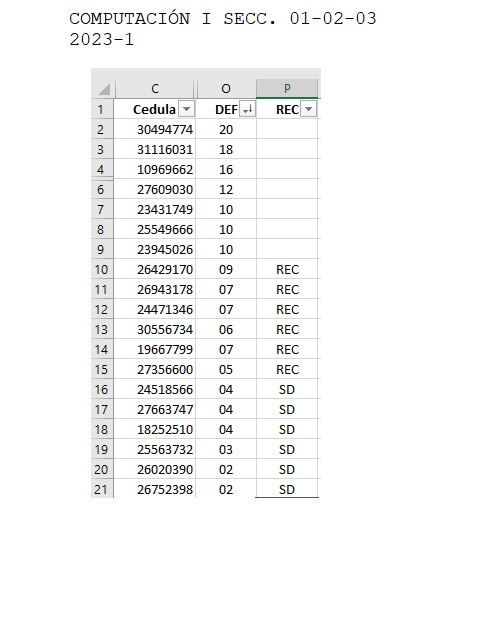 COMPUTACIÓN I SECC. 01-02-03
2023-1
C O P
1 Cedula DEF REC
2 30494774 20
3 31116031 18
4 10969662 16
6 27609030 12
7 23431749 10
8 25549666 10
9 23945026 10
10 26429170 09 REC
11 26943178 07 REC
12 24471346 07 REC
13 30556734 06 REC
14 19667799 07 REC
15 27356600 05 REC
16 24518566 04 SD
17 27663747 04 SD
18 18252510 04 SD
19 25563732 03 SD
20 26020390 02 SD
21 26752398 02 SD